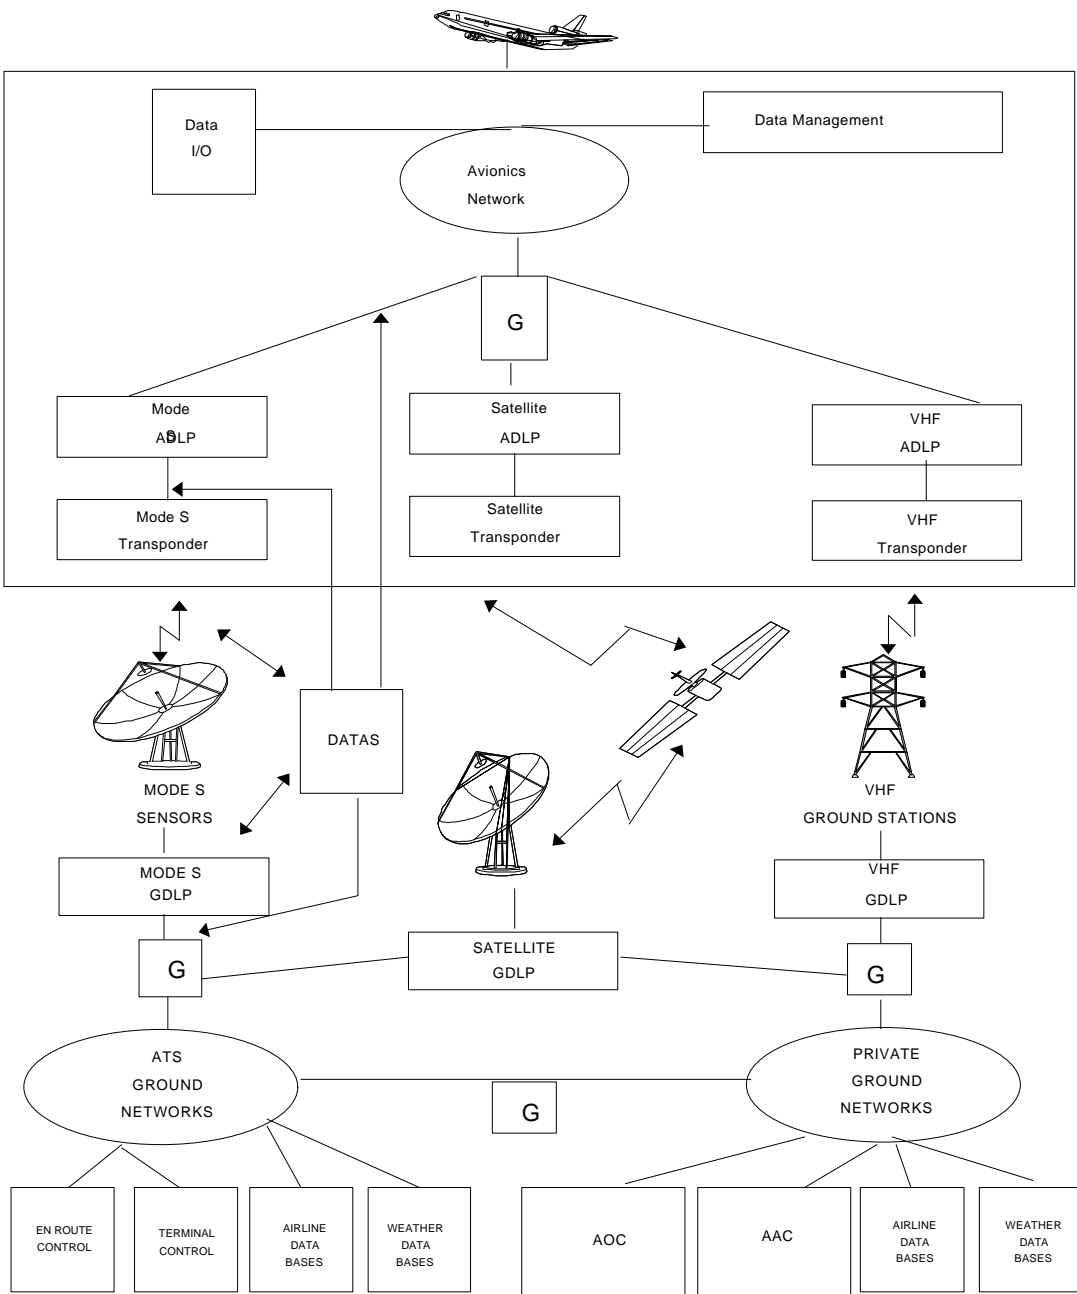 Data
I/O
Data Management
Avionics
Network
G
Mode
S
ADLP
Satellite
ADLP
VHF
ADLP
Mode S
Transponder
Satellite
Transponder
VHF
Transponder
DATAS
MODE S
SENSORS
VHF
GROUND STATIONS
MODE S
GDLP
VHF
GDLP
SATELLITE
GDLP
G
G
ATS
GROUND
NETWORKS
PRIVATE
GROUND
NETWORKS
G
EN ROUTE
CONTROL
TERMINAL
CONTROL
AIRLINE
DATA
BASES
WEATHER
DATA
BASES
AOC
AAC
AIRLINE
DATA
BASES
WEATHER
DATA
BASES